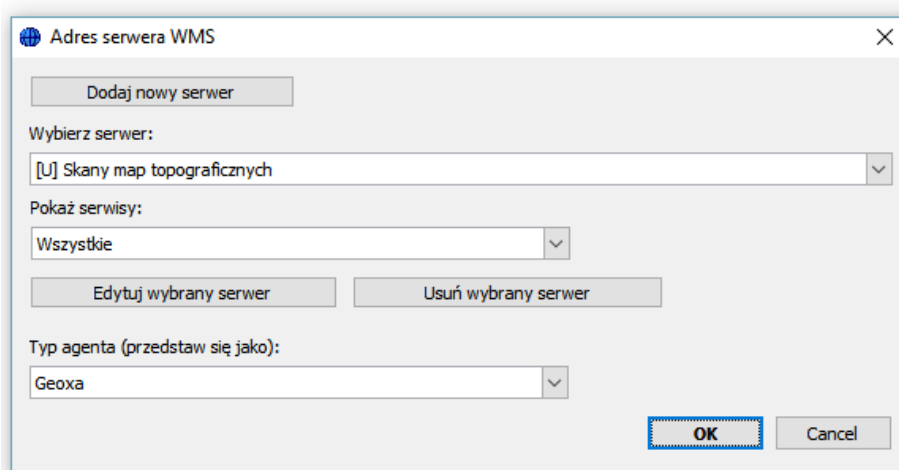 Adres serwera WMS
Dodaj nowy serwer
Wybierz serwer:
[U] Skany map topograficznych
Pokaż serwisy:
Wszystkie
Edytuj wybrany serwer Usuń wybrany serwer
Typ agenta (przedstaw się jako):
Geoxa
OK Cancel